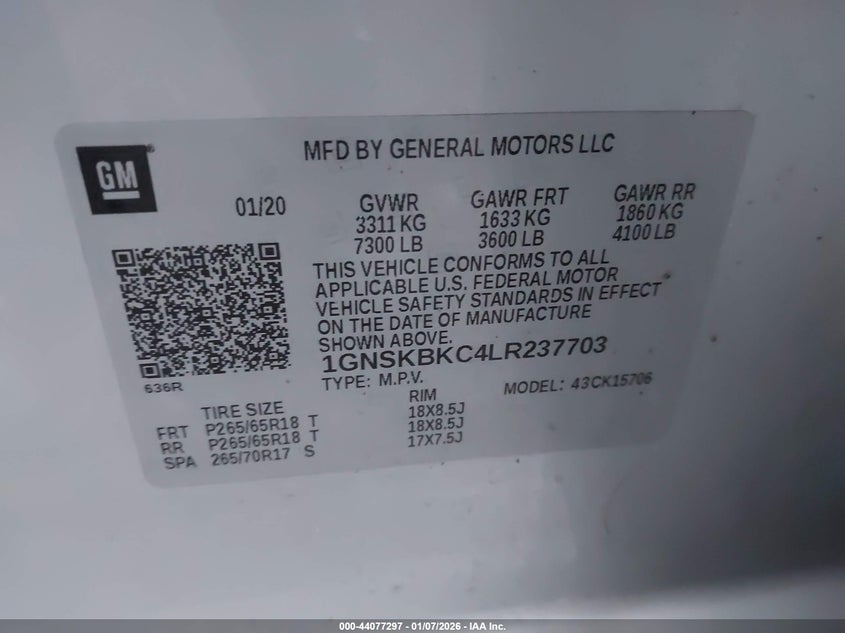 MFD BY GENERAL MOTORS LLC
GM
01/20
GVWR GAWR FRT GAWR RR
3311 KG 1633 KG 1860 KG
7300 LB 3600 LB 4100 LB
THIS VEHICLE CONFORMS TO ALL
APPLICABLE U.S. FEDERAL MOTOR
VEHICLE SAFETY STANDARDS IN EFFECT
ON THE DATE OF MANUFACTURE
SHOWN ABOVE.
1GNSKBKC4LR237703
636R
TYPE: M.P.V. MODEL: 43CK15706
TIRE SIZE RIM
FRT P265/65R18 T 18X8.5J
RR P265/65R18 T 18X8.5J
SPA 265/70R17 S 17X7.5J
000-44077297 - 01/07/2026 - IAA Inc.